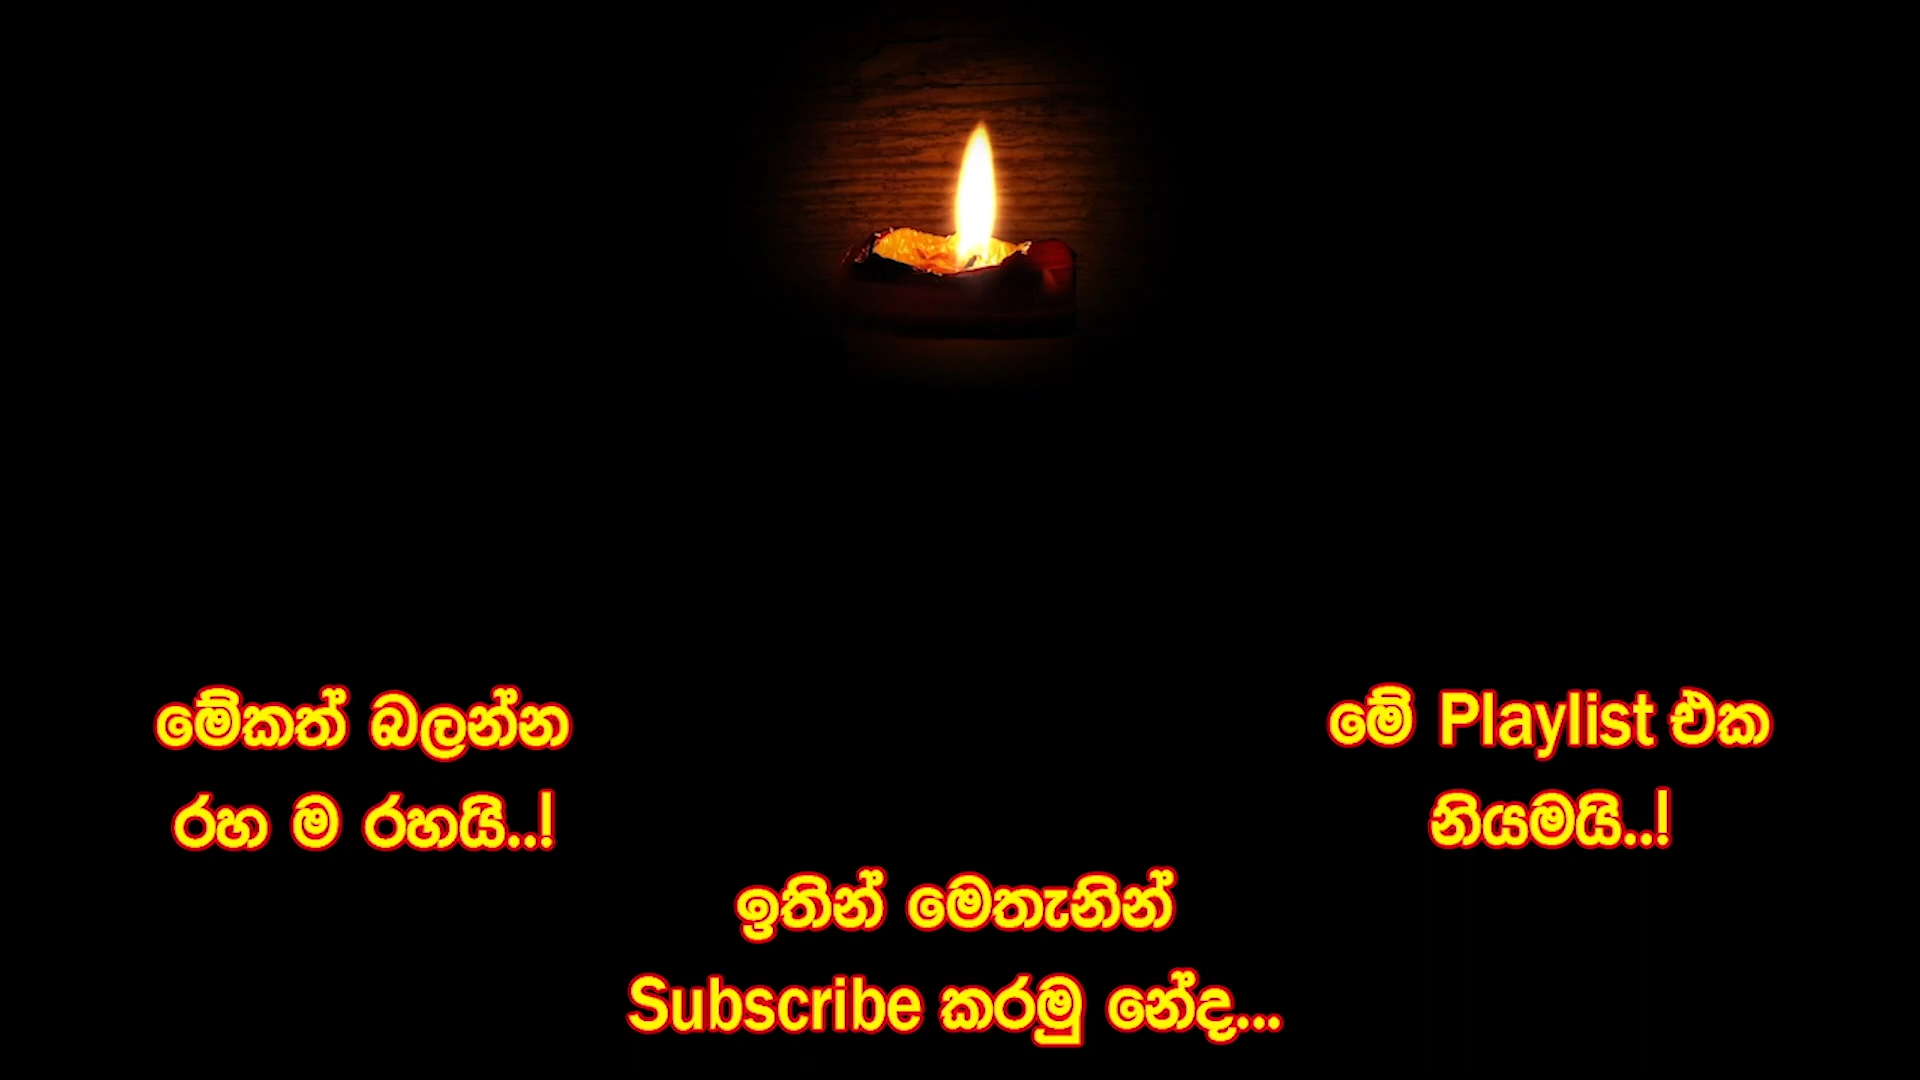 මේකත් බලන්න
රහ ම රහයි..!
මේ Playlist එක
නියමයි..!
ඉතින් මෙතැනින්
Subscribe කරමු නේද...